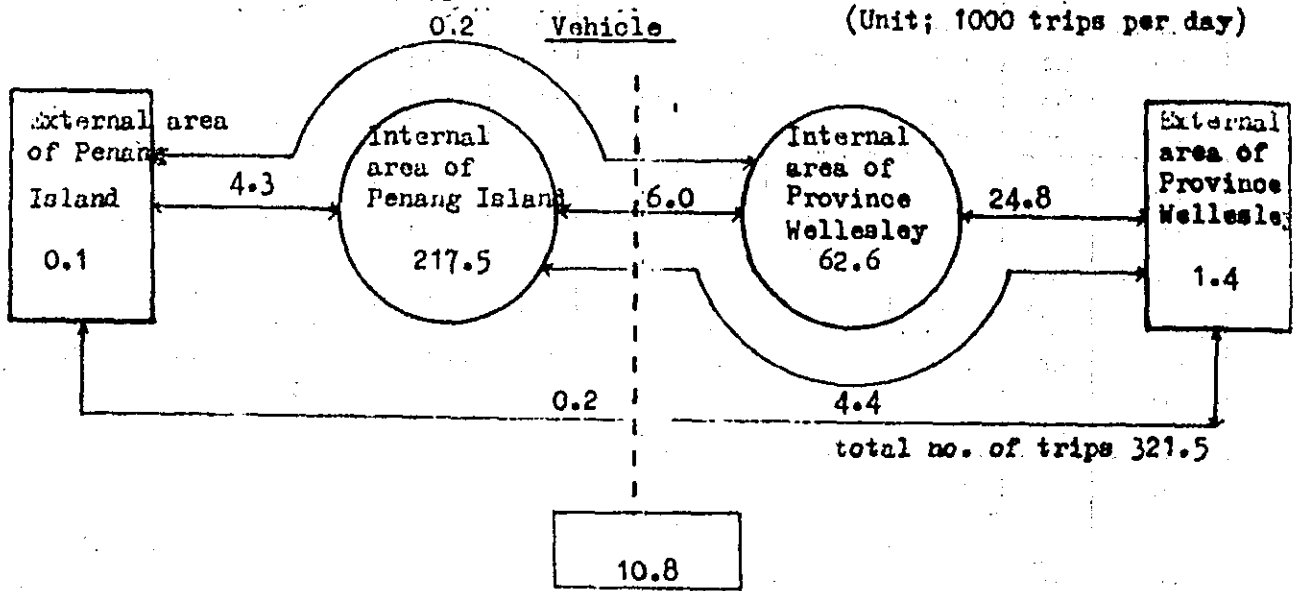 0.2 Vehicle (Unit; 1000 trips per day)
External area
of Penang
Island
0.1
4.3
Internal
area of
Penang Island
217.5
6.0
Internal
area of
Province
Wellesley
62.6
24.8
External
area of
Province
Wellesley
1.4
0.2
4.4
total no. of trips 321.5
10.8